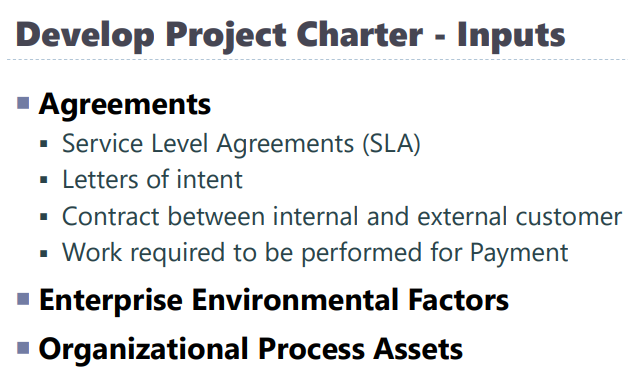 Develop Project Charter - Inputs
Agreements
Service Level Agreements (SLA)
Letters of intent
Contract between internal and external customer
Work required to be performed for Payment
Enterprise Environmental Factors
Organizational Process Assets